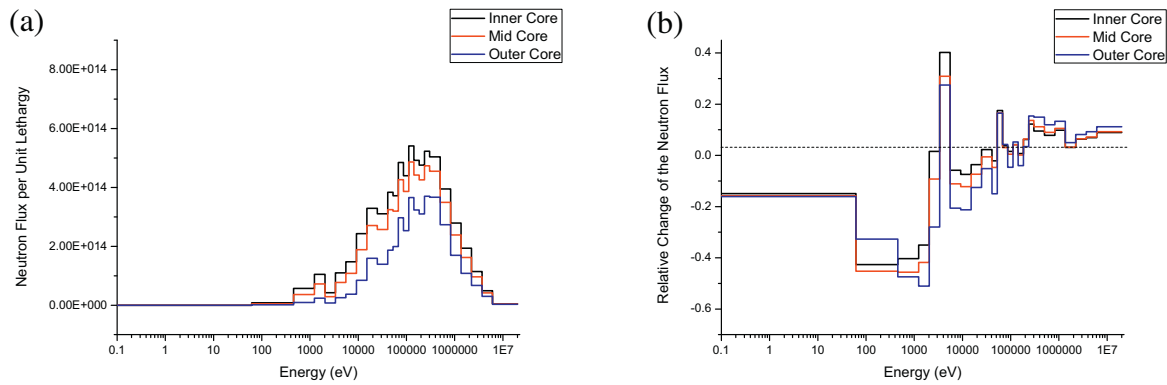 (a)
Inner Core
Mid Core
Outer Core
Neutron Flux per Unit Lethargy
8.00E+014
6.00E+014
4.00E+014
2.00E+014
0.00E+000
0.1 1 10 100 1000 10000 100000 1000000 1E7
Energy (eV)
(b)
Inner Core
Mid Core
Outer Core
Relative Change of the Neutron Flux
0.4
0.2
0.0
-0.2
-0.4
-0.6
0.1 1 10 100 1000 10000 100000 1000000 1E7
Energy (eV)